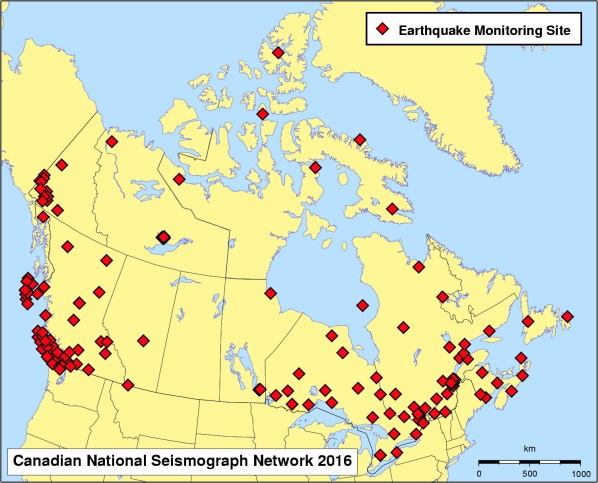 Earthquake Monitoring Site
km
0 500 1000
Canadian National Seismograph Network 2016